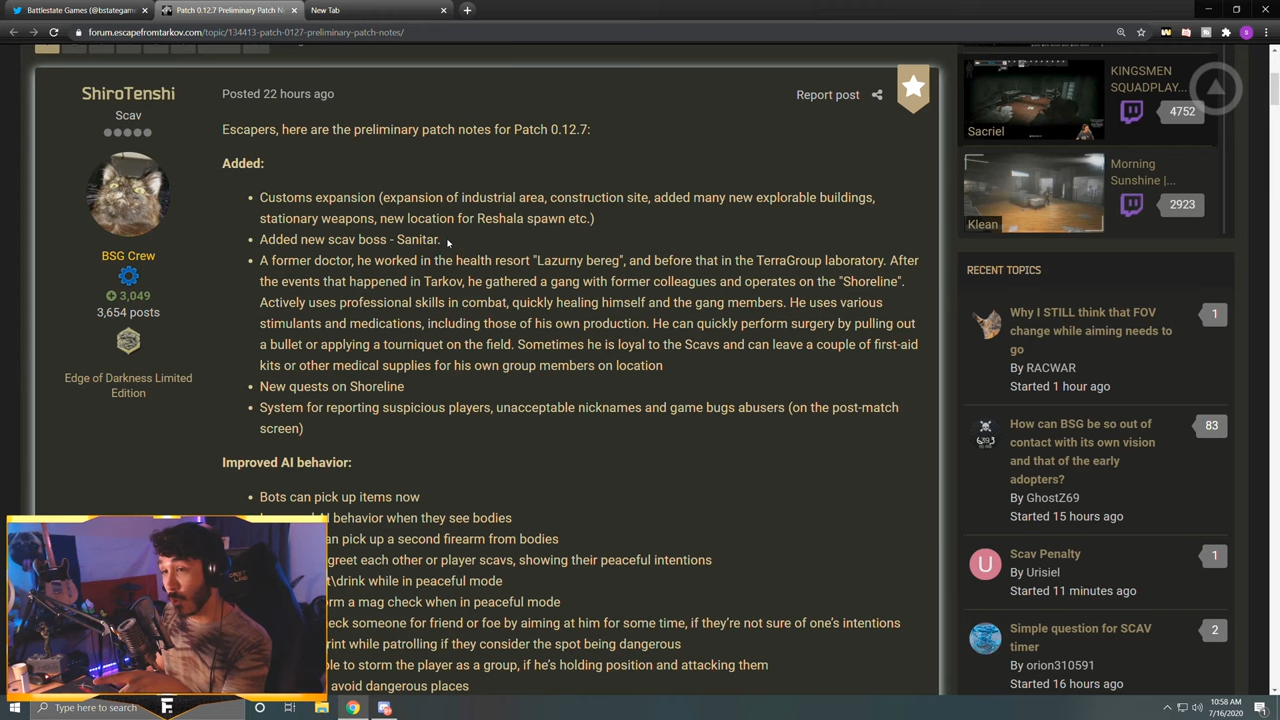 Battlestate Games (@bstategam
Patch 0.12.7 Preliminary Patch N
New Tab
forum.escapefromtarkov.com/topic/134413-patch-0127-preliminary-patch-notes/
ShiroTenshi
Scav
BSG Crew
3,049
3,654 posts
Edge of Darkness Limited
Edition
Posted 22 hours ago
Report post
Escapers, here are the preliminary patch notes for Patch 0.12.7:
Added:
Customs expansion (expansion of industrial area, construction site, added many new explorable buildings,
stationary weapons, new location for Reshala spawn etc.)
Added new scav boss - Sanitar.
A former doctor, he worked in the health resort "Lazurny bereg", and before that in the TerraGroup laboratory. After
the events that happened in Tarkov, he gathered a gang with former colleagues and operates on the "Shoreline".
Actively uses professional skills in combat, quickly healing himself and the gang members. He uses various
stimulants and medications, including those of his own production. He can quickly perform surgery by pulling out
a bullet or applying a tourniquet on the field. Sometimes he is loyal to the Scavs and can leave a couple of first-aid
kits or other medical supplies for his own group members on location
New quests on Shoreline
System for reporting suspicious players, unacceptable nicknames and game bugs abusers (on the post-match
screen)
Improved AI behavior:
Bots can pick up items now
AI behavior when they see bodies
can pick up a second firearm from bodies
greet each other or player scavs, showing their peaceful intentions
drink while in peaceful mode
a mag check when in peaceful mode
someone for friend or foe by aiming at him for some time, if they're not sure of one's intentions
while patrolling if they consider the spot being dangerous
to storm the player as a group, if he's holding position and attacking them
avoid dangerous places
KINGSMEN
SQUADPLAY...
4752
Sacriel
Morning
Sunshine |...
2923
Klean
RECENT TOPICS
Why I STILL think that FOV
change while aiming needs to
go
By RACWAR
Started 1 hour ago
1
How can BSG be so out of
contact with its own vision
and that of the early
adopters?
By GhostZ69
Started 15 hours ago
83
U
Scav Penalty
By Urisiel
Started 11 minutes ago
1
Simple question for SCAV
timer
By orion310591
Started 16 hours ago
2
Type here to search
10:58 AM
7/16/2020